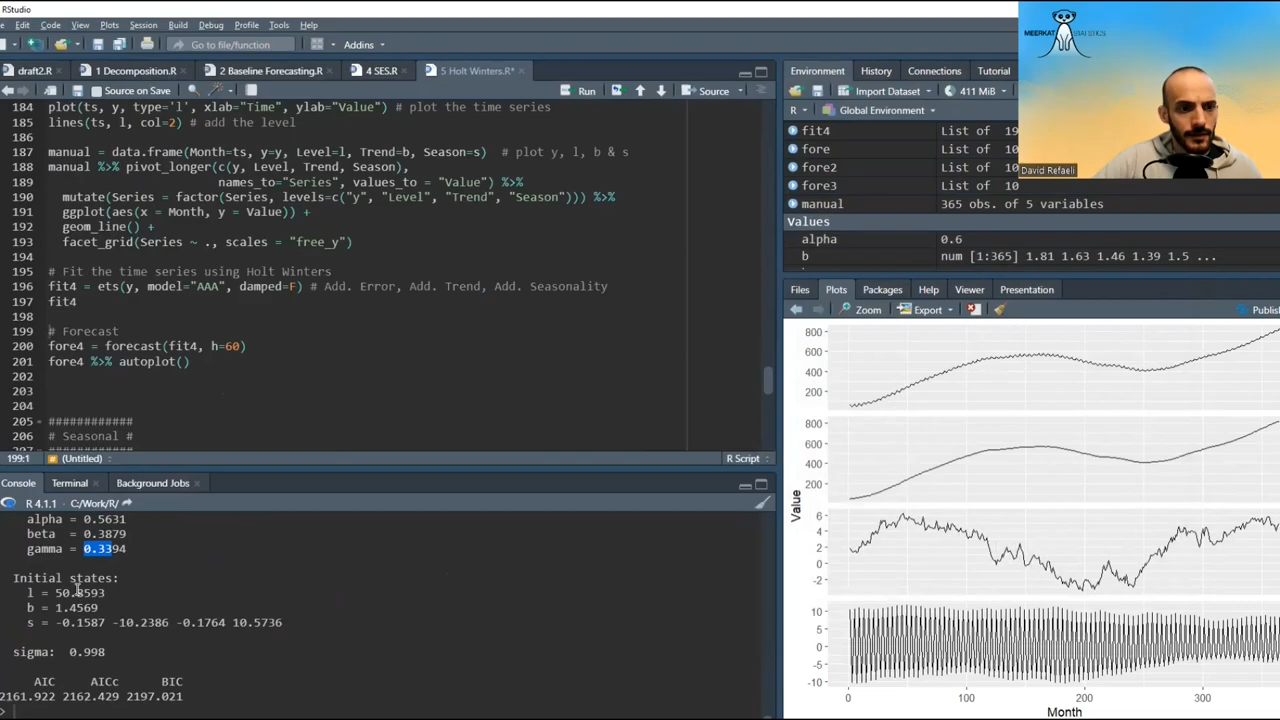 RStudio
Edit Code View Plots Session Build Debug Profile Tools Help
Go to file/function Addins
draft2.R 1 Decomposition.R 2 Baseline Forecasting.R 4 SES.R 5 Holt Winters.R*
Source on Save Run Source
184 plot(ts, y, type='l', xlab="Time", ylab="Value") # plot the time series
185 lines(ts, l, col=2) # add the level
186
187 manual = data.frame(Month=ts, y=y, Level=l, Trend=b, Season=s) # plot y, l, b & s
188 manual %>% pivot_longer(c(y, Level, Trend, Season),
189 names_to="Series", values_to = "Value") %>%
190 mutate(Series = factor(Series, levels=c("y", "Level", "Trend", "Season"))) %>%
191 ggplot(aes(x = Month, y = Value)) +
192 geom_line() +
193 facet_grid(Series ~ ., scales = "free_y")
194
195 # Fit the time series using Holt Winters
196 fit4 = ets(y, model="AAA", damped=F) # Add. Error, Add. Trend, Add. Seasonality
197 fit4
198
199 # Forecast
200 fore4 = forecast(fit4, h=60)
201 fore4 %>% autoplot()
202
203
204
205 ############
206 # Seasonal #
199:1 (Untitled) R Script
Console Terminal Background Jobs
R 4.1.1 · C:/Work/R/
alpha = 0.5631
beta = 0.3879
gamma = 0.3394
Initial states:
l = 50.8593
b = 1.4569
s = -0.1587 -10.2386 -0.1764 10.5736
sigma: 0.998
AIC AICc BIC
2161.922 2162.429 2197.021
>
Environment History Connections Tutorial
Import Dataset 411 MiB
R Global Environment
fit4 List of 19
fore List of 10
fore2 List of 10
fore3 List of 10
manual 365 obs. of 5 variables
Values
alpha 0.6
b num [1:365] 1.81 1.63 1.46 1.39 1.5 ...
Files Plots Packages Help Viewer Presentation
Zoom Export Publis
800
600
400
200
800
600
400
200
6
4
2
0
-2
10
5
0
-5
-10
0 100 200 300
Value
Month
MEERKAT STATISTICS
David Refaeli